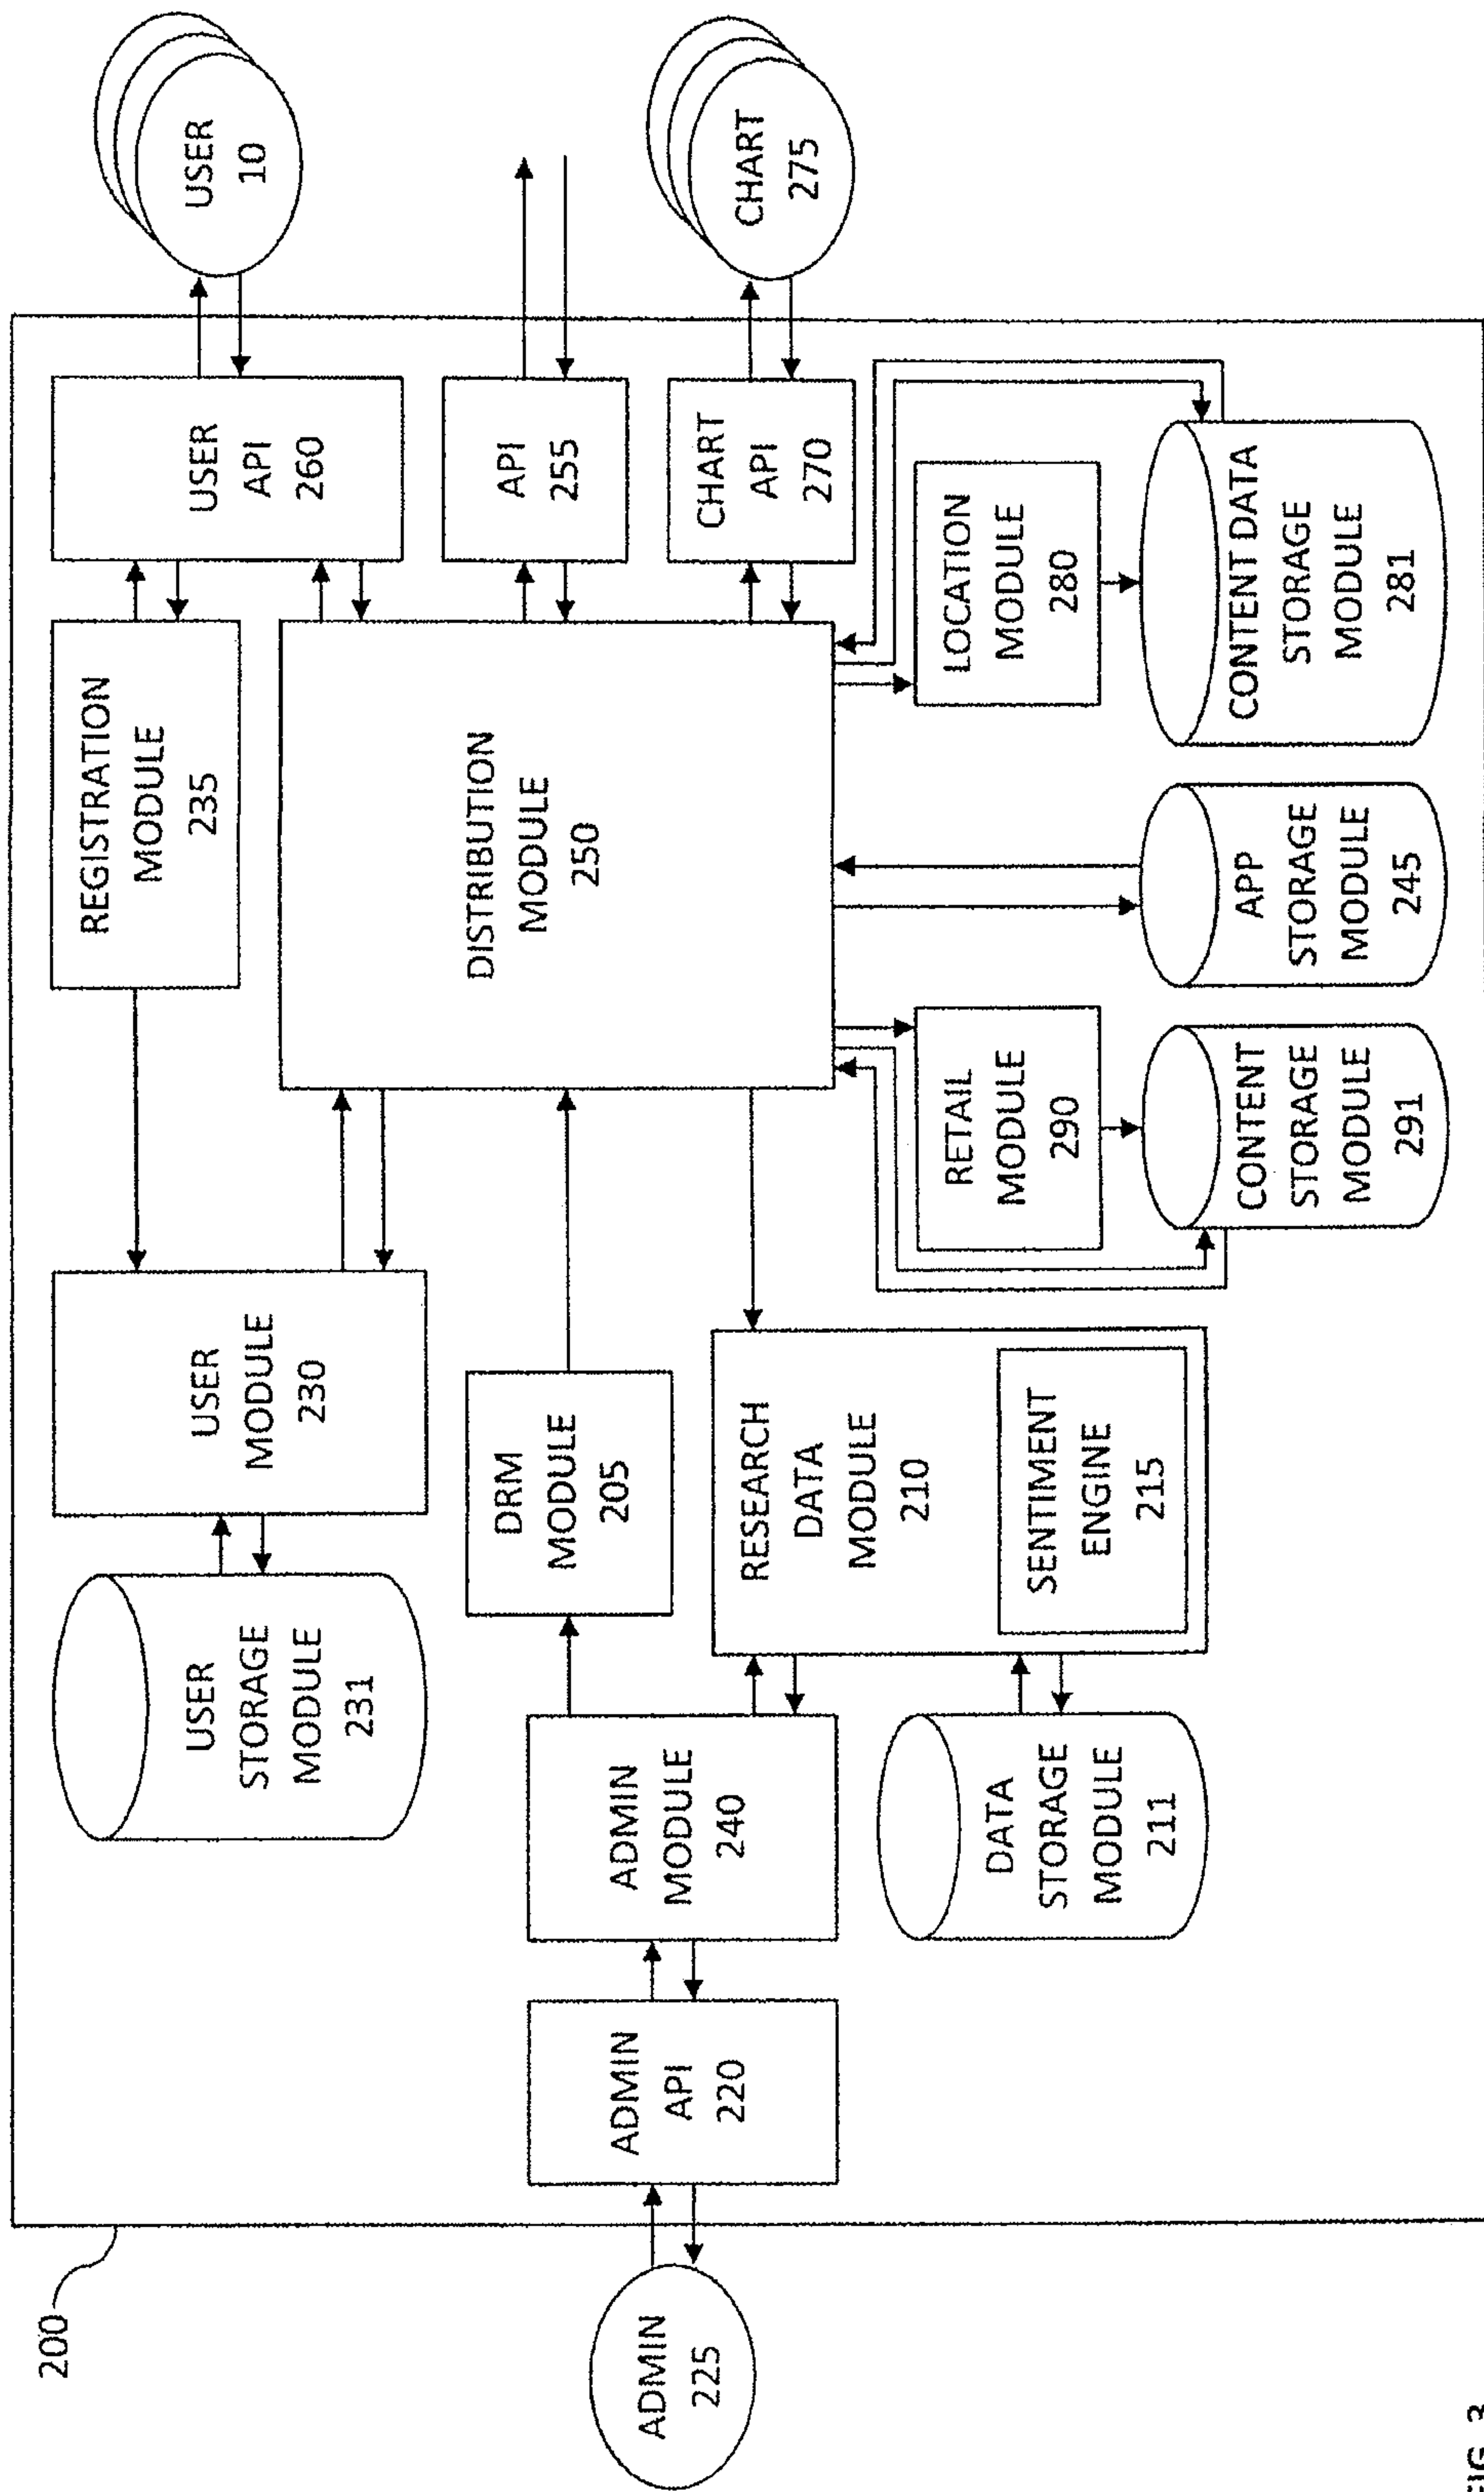 200
USER
STORAGE
MODULE
231
USER
MODULE
230
REGISTRATION
MODULE
235
USER
API
260
USER
10
ADMIN
225
ADMIN
API
220
ADMIN
MODULE
240
DRM
MODULE
205
DISTRIBUTION
MODULE
250
API
255
DATA
STORAGE
MODULE
211
RESEARCH
DATA
MODULE
210
SENTIMENT
ENGINE
215
CHART
API
270
CHART
275
RETAIL
MODULE
290
LOCATION
MODULE
280
CONTENT
STORAGE
MODULE
291
APP
STORAGE
MODULE
245
CONTENT DATA
STORAGE
MODULE
281
FIG. 3